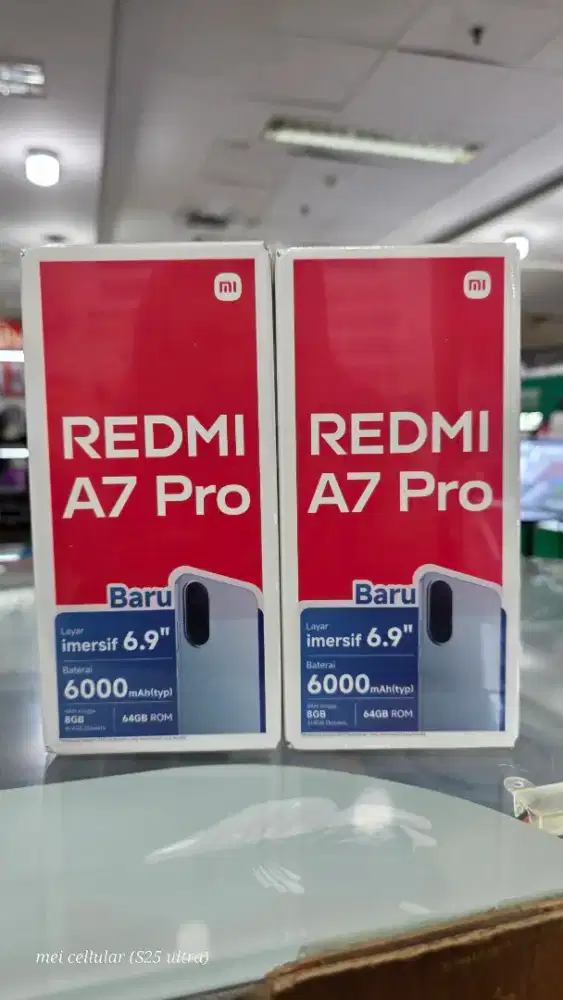 mi
REDMI
A7 Pro
Baru
Layar
imersif 6.9"
Baterai
6000mAh(typ)
8GB
64GB ROM
mi
REDMI
A7 Pro
Baru
Layar
imersif 6.9"
Baterai
6000mAh(typ)
8GB
64GB ROM
mei cellular (S25 ultra)